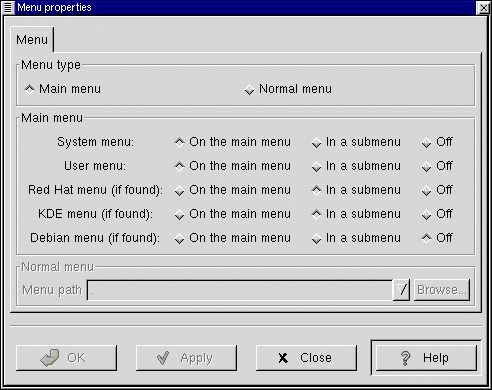 Menu properties
Menu
Menu type
Main menu Normal menu
Main menu
System menu: On the main menu In a submenu Off
User menu: On the main menu In a submenu Off
Red Hat menu (if found): On the main menu In a submenu Off
KDE menu (if found): On the main menu In a submenu Off
Debian menu (if found): On the main menu In a submenu Off
Normal menu
Menu path . Browse...
OK Apply Close Help